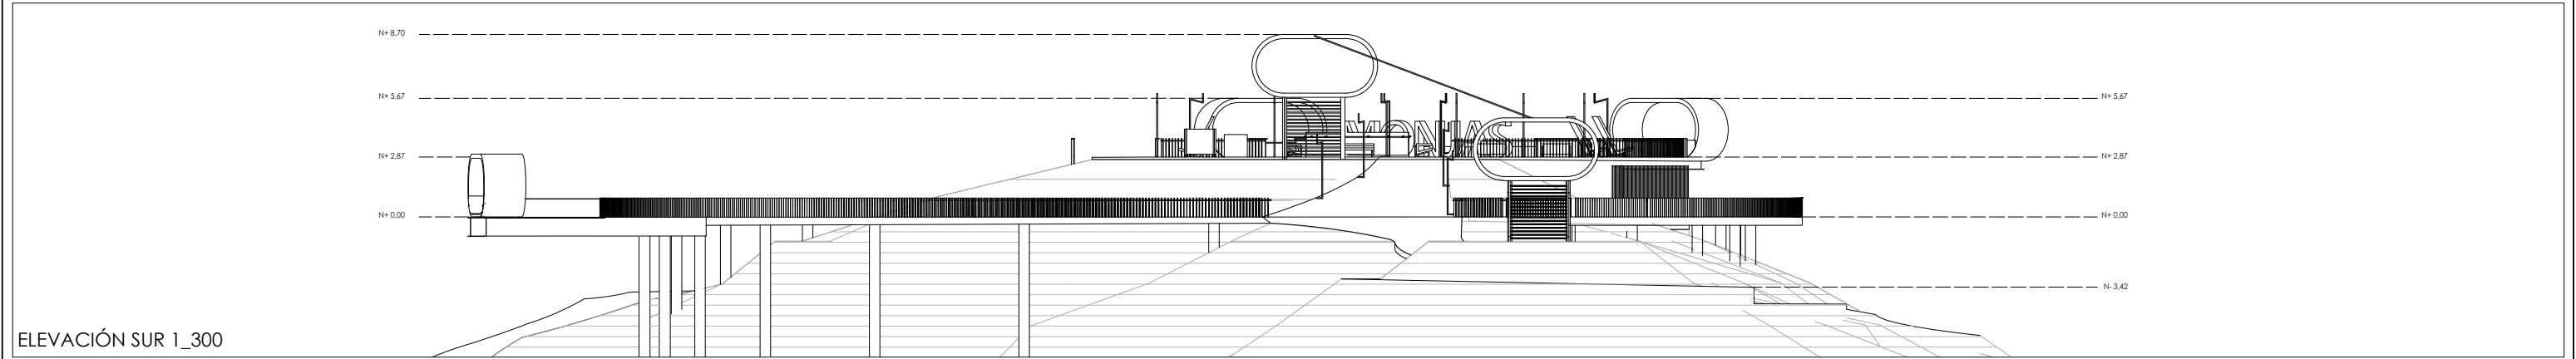 N+ 8,70
N+ 5,67
N+ 5,67
N+ 2,87
N+ 2,87
N+ 0,00
N+ 0,00
N- 3,42
ELEVACIÓN SUR 1_300